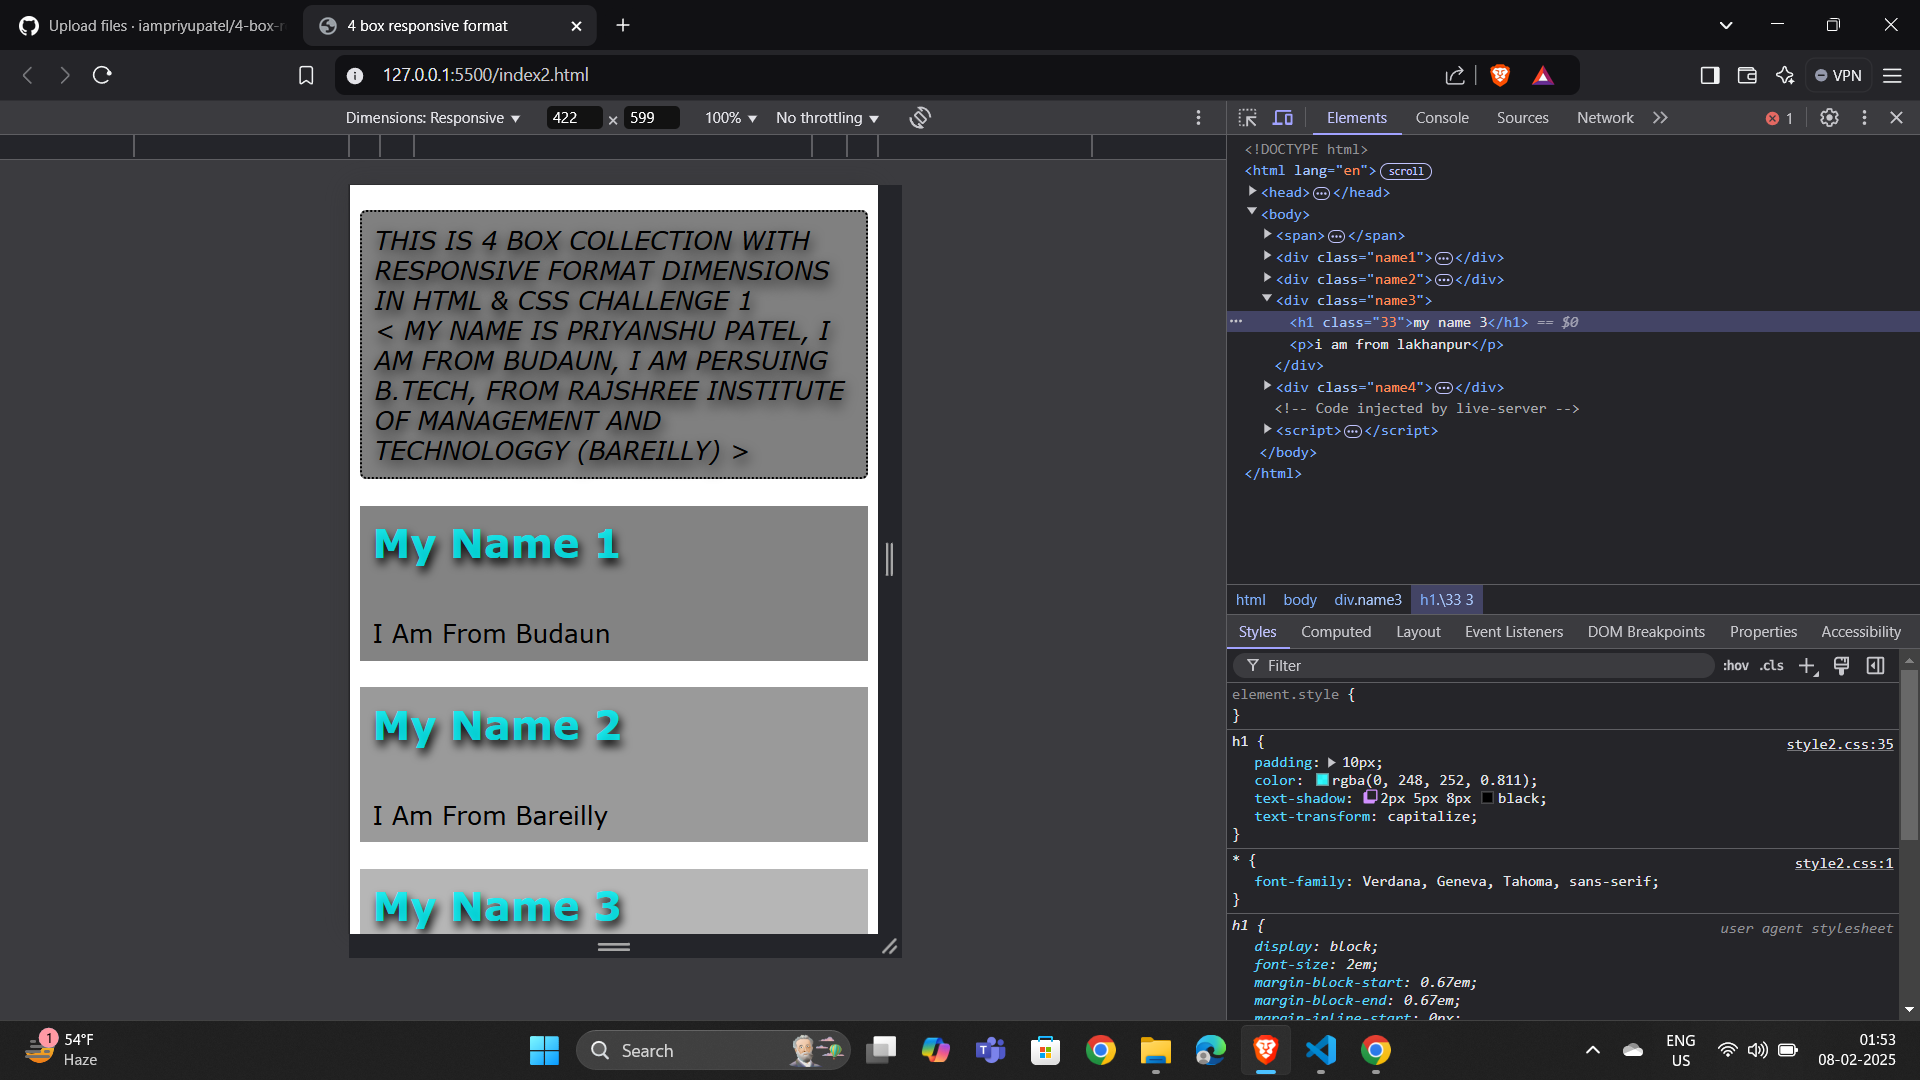 Upload files · iampriyupatel/4-box-r
4 box responsive format
127.0.0.1:5500/index2.html
VPN
Dimensions: Responsive 422 × 599 100% No throttling
Elements Console Sources Network 1
<!DOCTYPE html>
<html lang="en"> scroll
<head> </head>
<body>
<span> </span>
<div class="name1"> </div>
<div class="name2"> </div>
<div class="name3">
<h1 class="33">my name 3</h1> == $0
<p>i am from lakhanpur</p>
</div>
<div class="name4"> </div>
<!-- Code injected by live-server -->
<script> </script>
</body>
</html>
THIS IS 4 BOX COLLECTION WITH
RESPONSIVE FORMAT DIMENSIONS
IN HTML & CSS CHALLENGE 1
< MY NAME IS PRIYANSHU PATEL, I
AM FROM BUDAUN, I AM PERSUING
B.TECH, FROM RAJSHREE INSTITUTE
OF MANAGEMENT AND
TECHNOLOGGY (BAREILLY) >
My Name 1
I Am From Budaun
My Name 2
I Am From Bareilly
My Name 3
html body div.name3 h1.\33 3
Styles Computed Layout Event Listeners DOM Breakpoints Properties Accessibility
Filter :hov .cls
element.style {
}
h1 { style2.css:35
padding: 10px;
color: rgba(0, 248, 252, 0.811);
text-shadow: 2px 5px 8px black;
text-transform: capitalize;
}
* { style2.css:1
font-family: Verdana, Geneva, Tahoma, sans-serif;
}
h1 { user agent stylesheet
display: block;
font-size: 2em;
margin-block-start: 0.67em;
margin-block-end: 0.67em;
margin-inline-start: 0px;
1
54°F
Haze
Search
ENG
US
01:53
08-02-2025